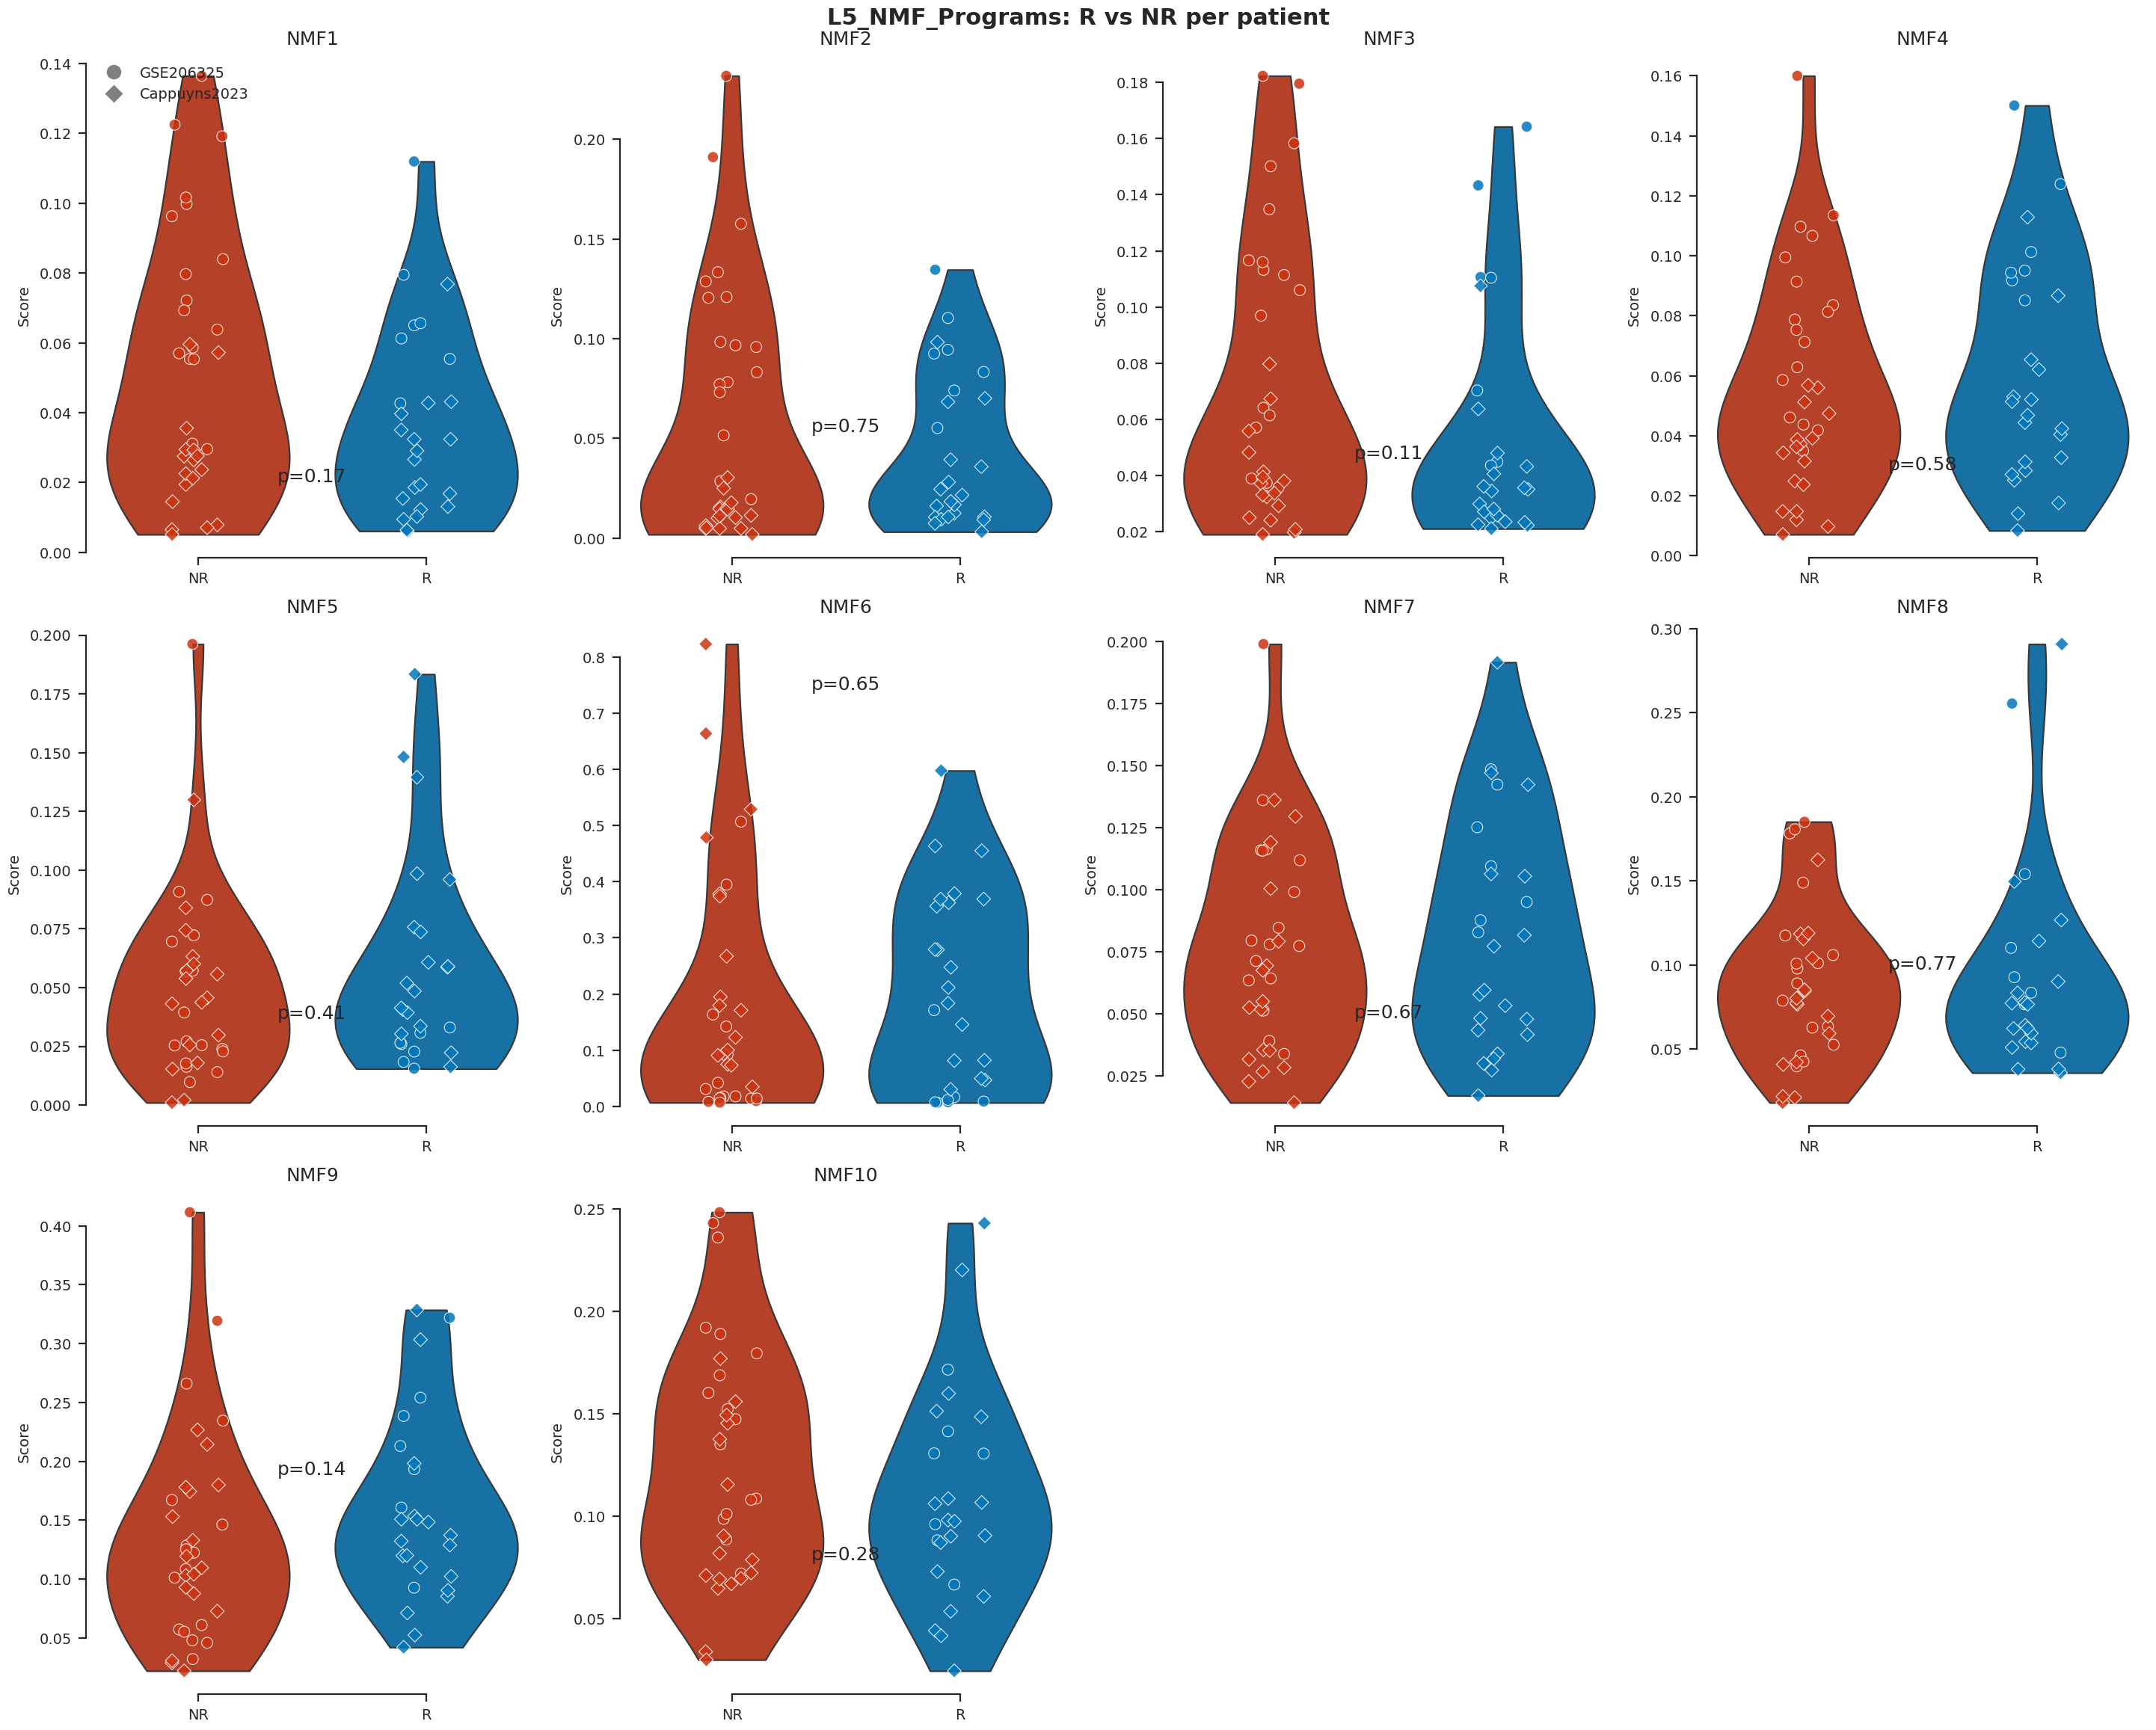 L5_NMF_Programs: R vs NR per patient
NMF1
GSE206325
Cappuyns2023
Score
0.14
0.12
0.10
0.08
0.06
0.04
0.02
0.00
p=0.17
NR
R
NMF2
Score
0.20
0.15
0.10
0.05
0.00
p=0.75
NR
R
NMF3
Score
0.18
0.16
0.14
0.12
0.10
0.08
0.06
0.04
0.02
p=0.11
NR
R
NMF4
Score
0.16
0.14
0.12
0.10
0.08
0.06
0.04
0.02
0.00
p=0.58
NR
R
NMF5
Score
0.200
0.175
0.150
0.125
0.100
0.075
0.050
0.025
0.000
p=0.41
NR
R
NMF6
Score
0.8
0.7
0.6
0.5
0.4
0.3
0.2
0.1
0.0
p=0.65
NR
R
NMF7
Score
0.200
0.175
0.150
0.125
0.100
0.075
0.050
0.025
p=0.67
NR
R
NMF8
Score
0.30
0.25
0.20
0.15
0.10
0.05
p=0.77
NR
R
NMF9
Score
0.40
0.35
0.30
0.25
0.20
0.15
0.10
0.05
p=0.14
NR
R
NMF10
Score
0.25
0.20
0.15
0.10
0.05
p=0.28
NR
R